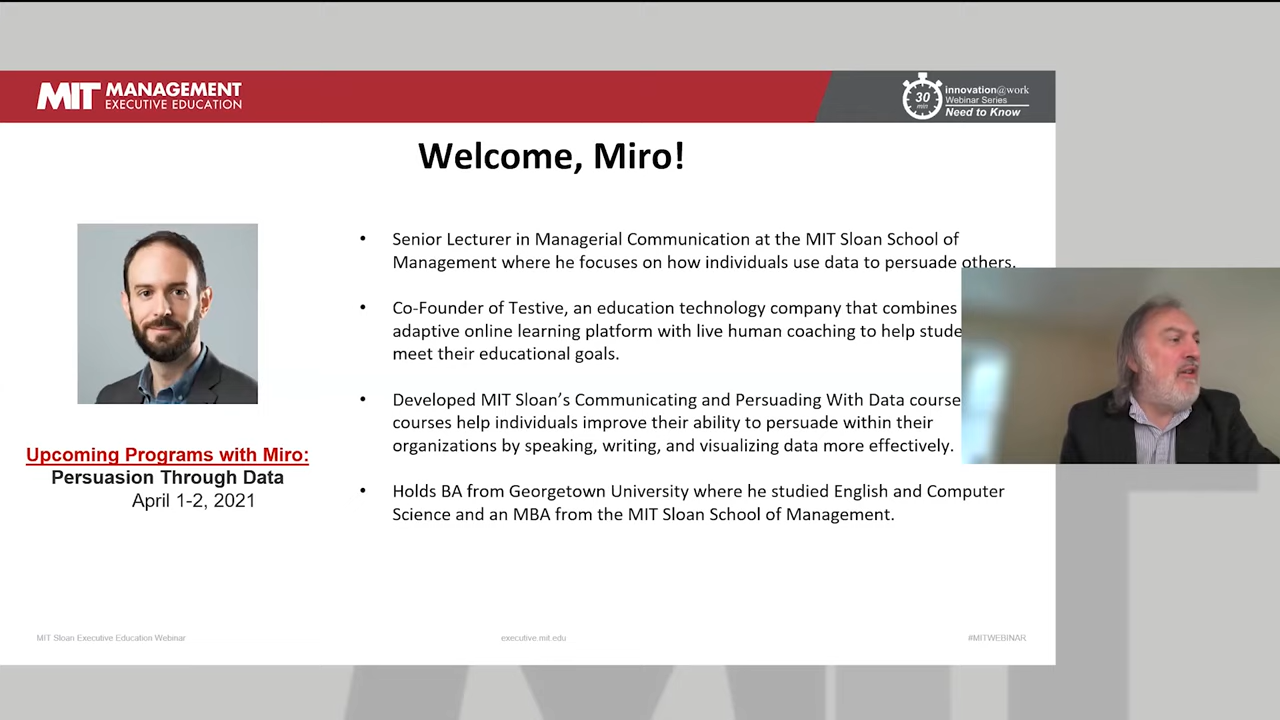 MIT MANAGEMENT
EXECUTIVE EDUCATION
30
min
innovation@work
Webinar Series
Need to Know
Welcome, Miro!
• Senior Lecturer in Managerial Communication at the MIT Sloan School of
Management where he focuses on how individuals use data to persuade others.
• Co-Founder of Testive, an education technology company that combines
adaptive online learning platform with live human coaching to help
meet their educational goals.
• Developed MIT Sloan’s Communicating and Persuading With Data course
courses help individuals improve their ability to persuade within their
organizations by speaking, writing, and visualizing data more effectively.
• Holds BA from Georgetown University where he studied English and Computer
Science and an MBA from the MIT Sloan School of Management.
Upcoming Programs with Miro:
Persuasion Through Data
April 1-2, 2021
MIT Sloan Executive Education Webinar
executive.mit.edu
#MITWEBINAR